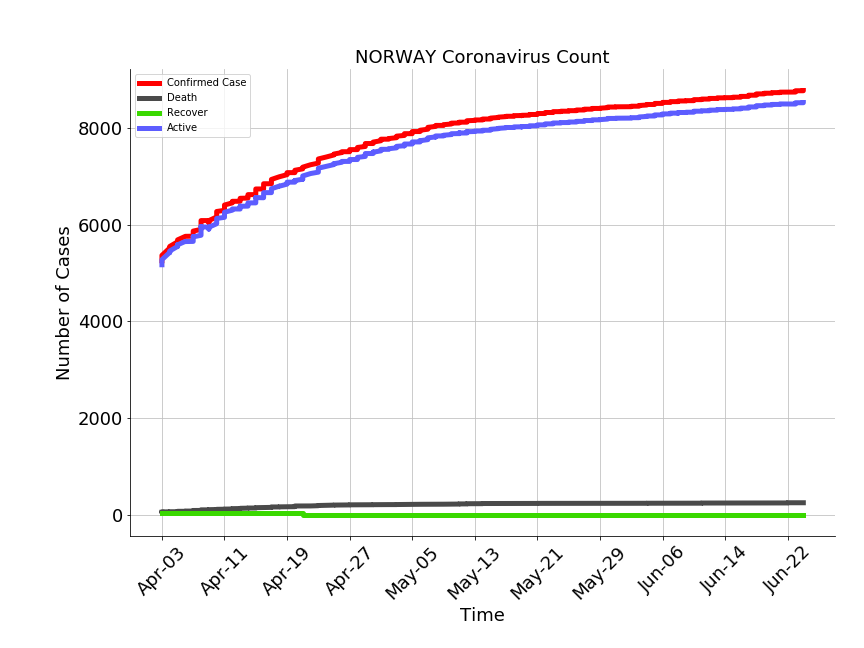 NORWAY Coronavirus Count
Confirmed Case
Death
Recover
Active
Number of Cases
8000
6000
4000
2000
0
Apr-03
Apr-11
Apr-19
Apr-27
May-05
May-13
May-21
May-29
Jun-06
Jun-14
Jun-22
Time